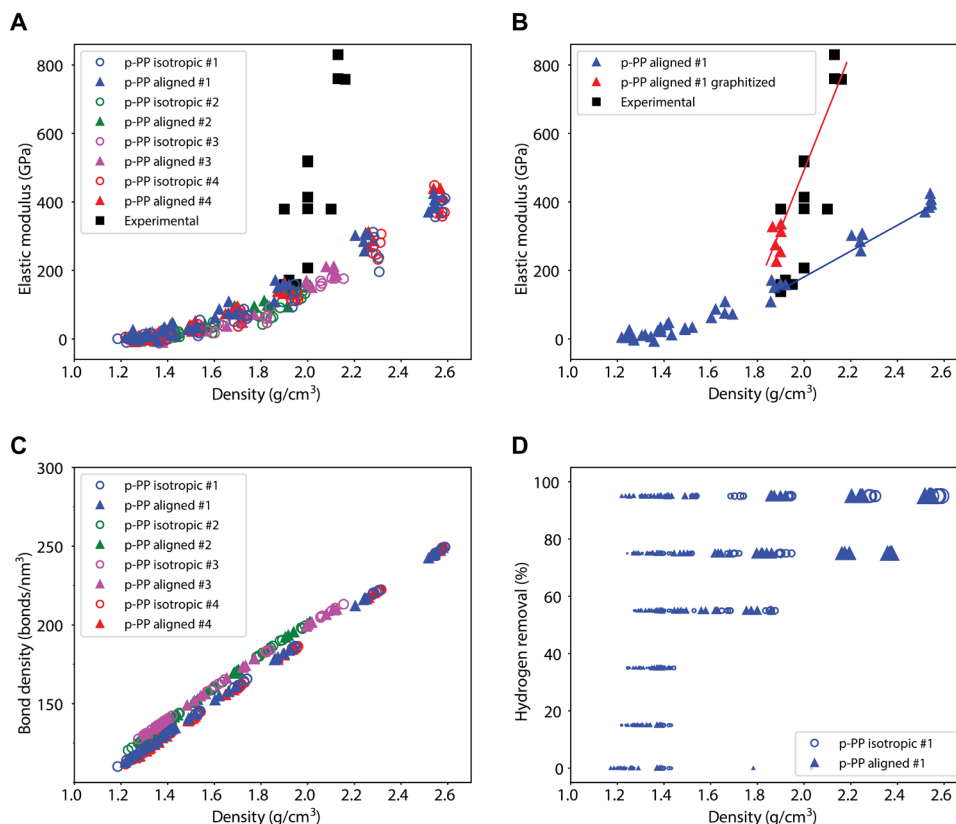 A
Elastic modulus (GPa)
800
600
400
200
0
p-PP isotropic #1
p-PP aligned #1
p-PP isotropic #2
p-PP aligned #2
p-PP isotropic #3
p-PP aligned #3
p-PP isotropic #4
p-PP aligned #4
Experimental
1.0 1.2 1.4 1.6 1.8 2.0 2.2 2.4 2.6
Density (g/cm³)
B
Elastic modulus (GPa)
800
600
400
200
0
p-PP aligned #1
p-PP aligned #1 graphitized
Experimental
1.0 1.2 1.4 1.6 1.8 2.0 2.2 2.4 2.6
Density (g/cm³)
C
Bond density (bonds/nm³)
300
250
200
150
p-PP isotropic #1
p-PP aligned #1
p-PP isotropic #2
p-PP aligned #2
p-PP isotropic #3
p-PP aligned #3
p-PP isotropic #4
p-PP aligned #4
1.0 1.2 1.4 1.6 1.8 2.0 2.2 2.4 2.6
Density (g/cm³)
D
Hydrogen removal (%)
100
80
60
40
20
0
p-PP isotropic #1
p-PP aligned #1
1.0 1.2 1.4 1.6 1.8 2.0 2.2 2.4 2.6
Density (g/cm³)